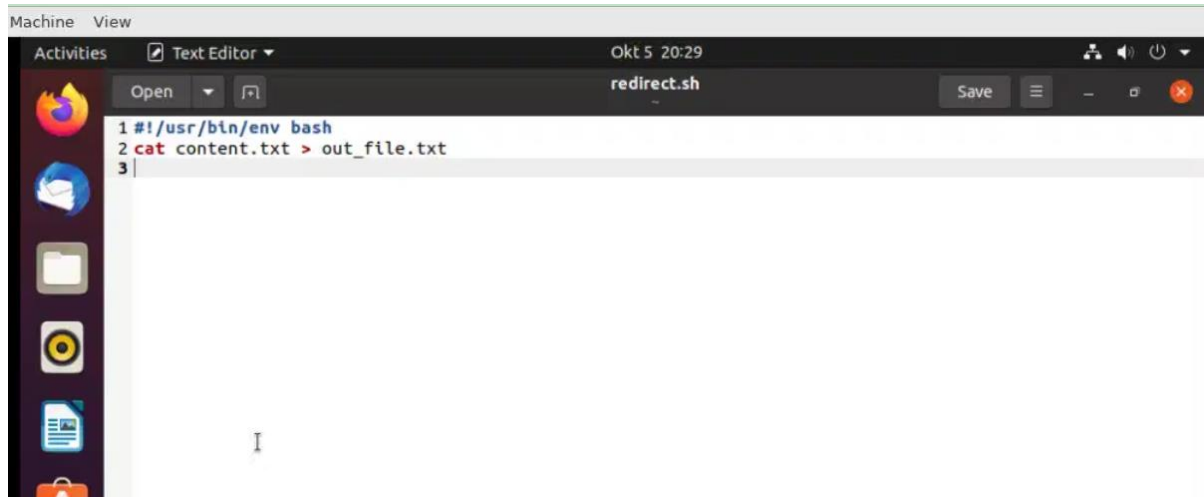 Machine View
Activities Text Editor Okt 5 20:29
Open redirect.sh Save
~
1 #!/usr/bin/env bash
2 cat content.txt > out_file.txt
3